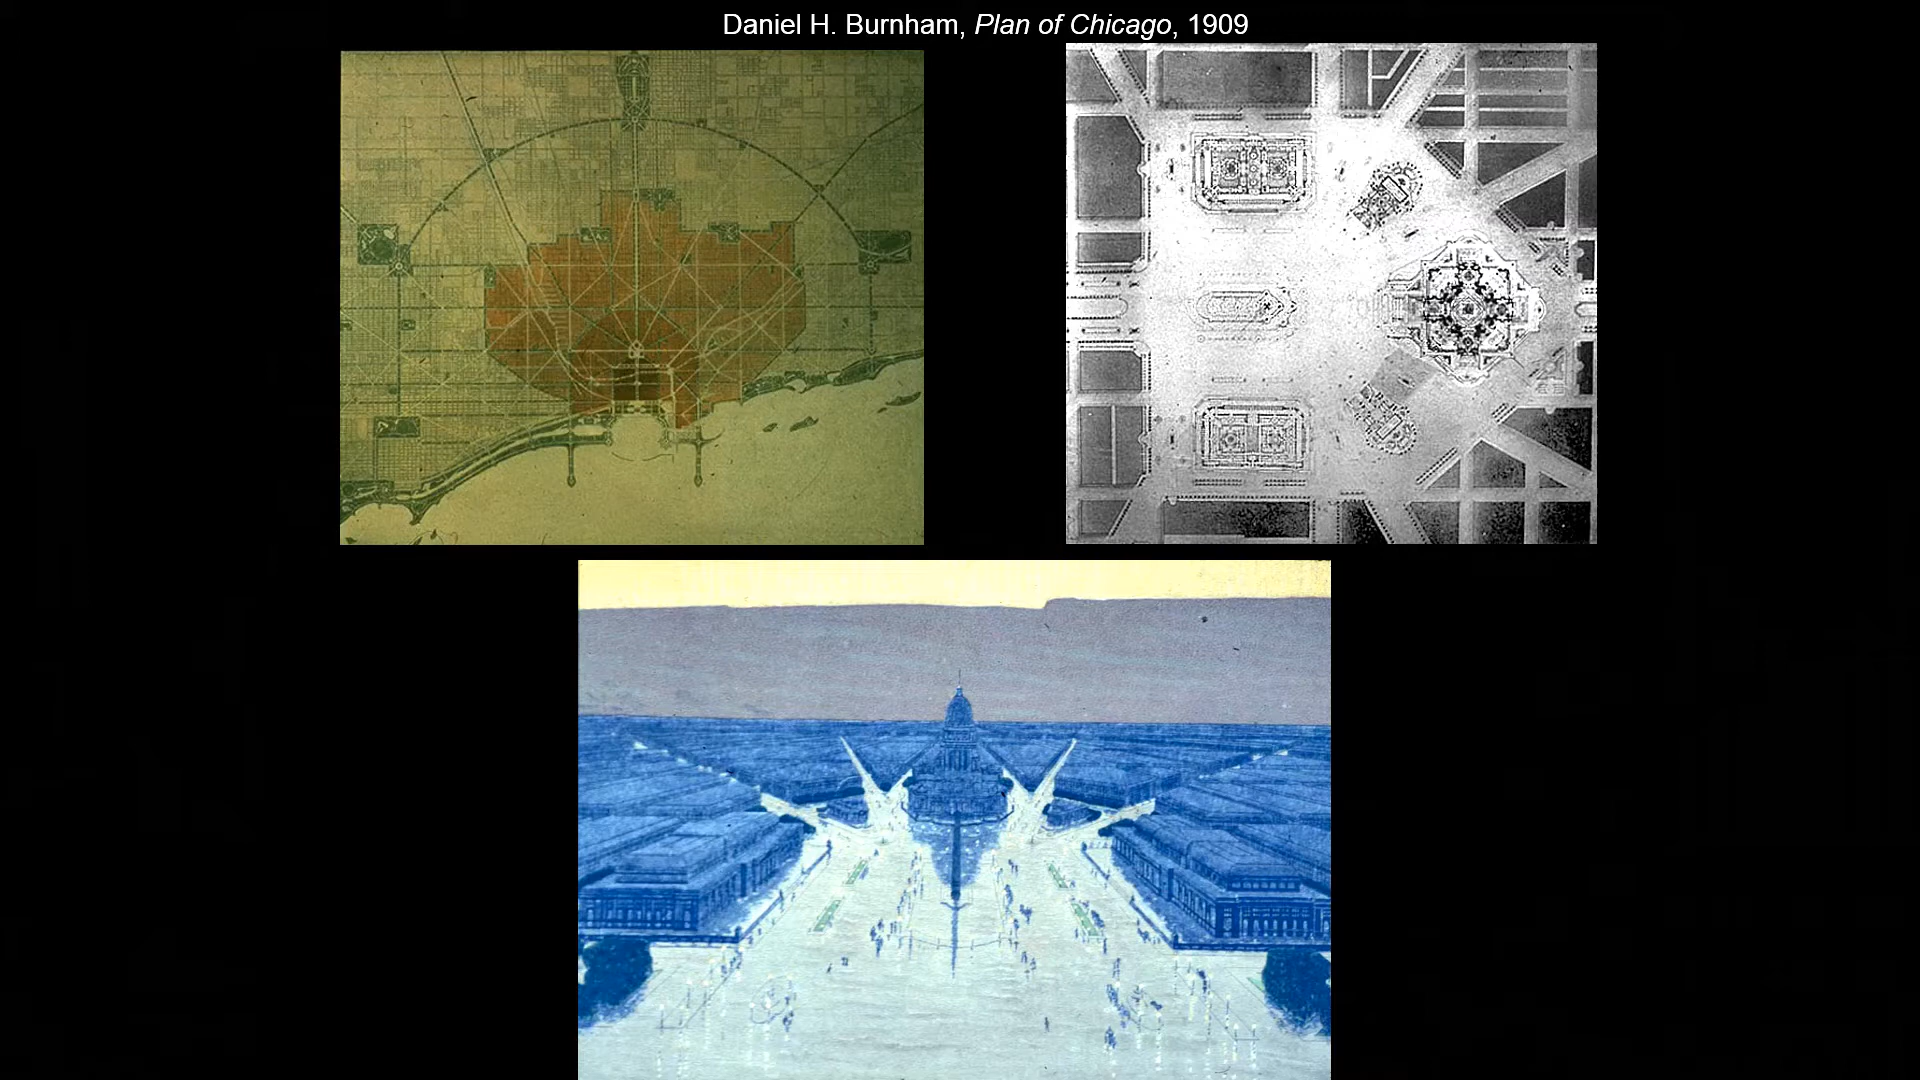 Daniel H. Burnham, Plan of Chicago, 1909